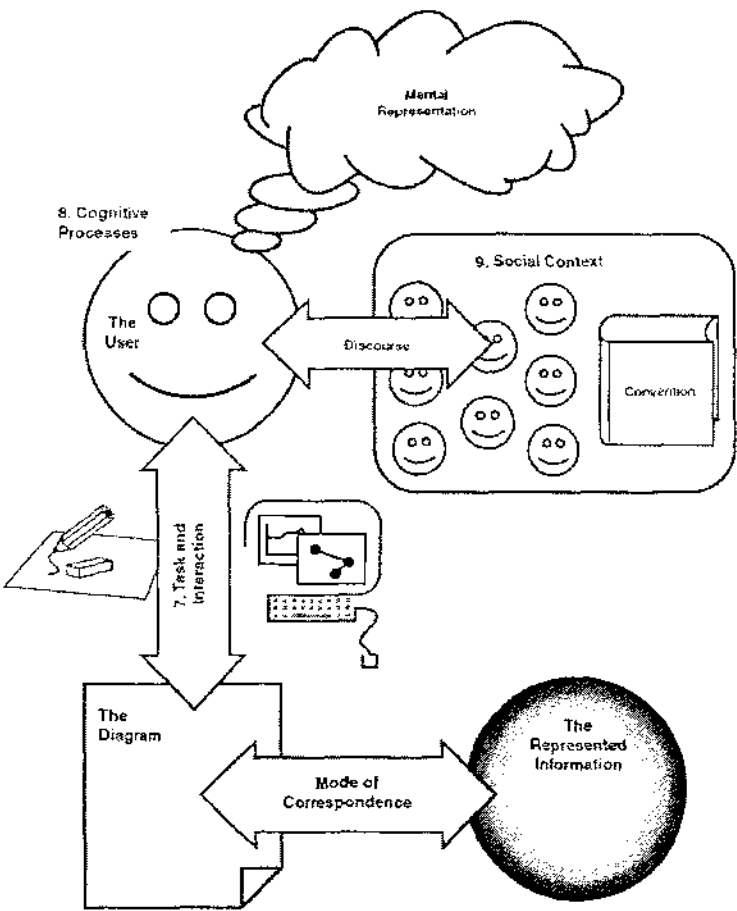 Mental
Representation
8. Cognitive
Processes
9. Social Context
The
User
Discourse
Convention
7. Task and
Interaction
The
Diagram
The
Represented
Information
Mode of
Correspondence